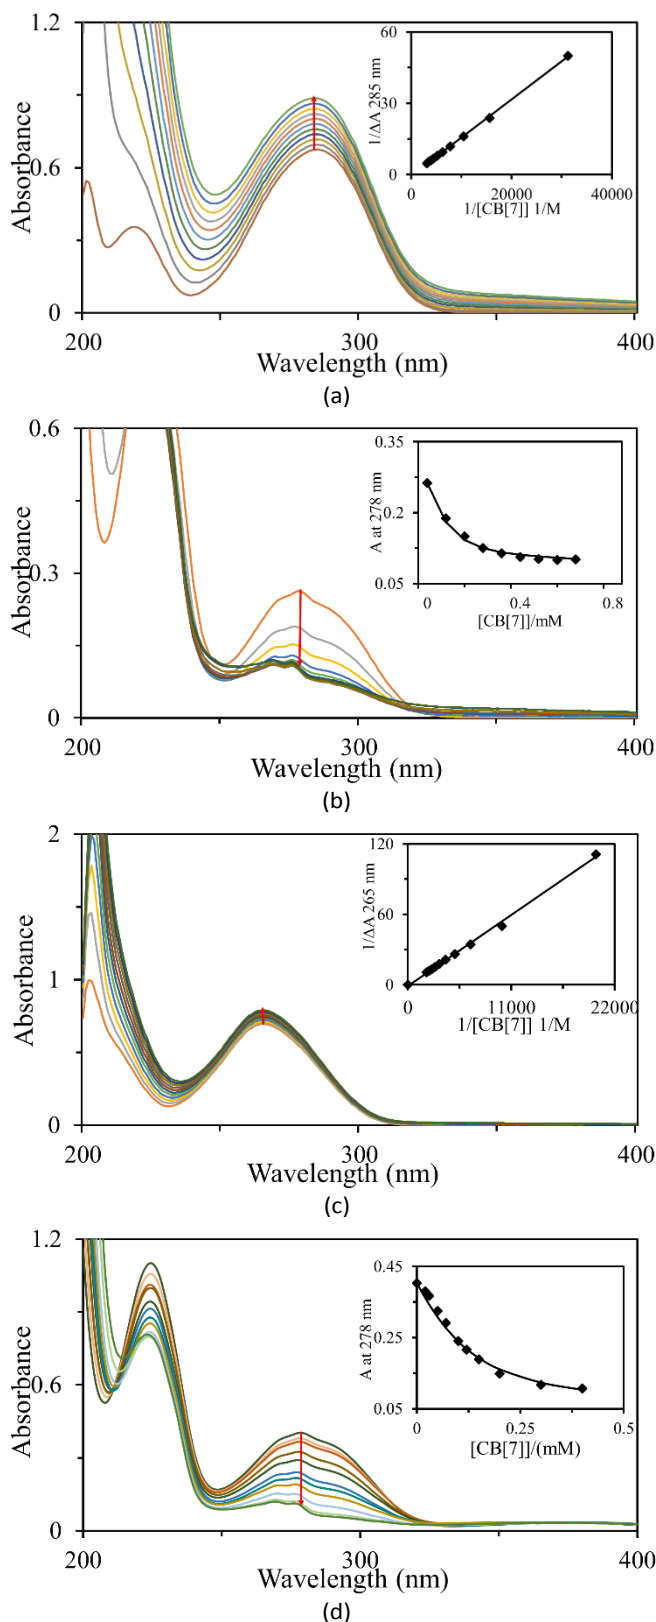 1.2
0.6
0
200
300
400
Absorbance
Wavelength (nm)
60
30
0
0
20000
40000
1/ΔA 285 nm
1/[CB[7]] 1/M
(a)
0.6
0.3
0
200
300
400
Absorbance
Wavelength (nm)
0.35
0.2
0.05
0
0.4
0.8
A at 278 nm
[CB[7]]/mM
(b)
2
1
0
200
300
400
Absorbance
Wavelength (nm)
120
60
0
0
11000
22000
1/ΔA 265 nm
1/[CB[7]] 1/M
(c)
1.2
0.6
0
200
300
400
Absorbance
Wavelength (nm)
0.45
0.25
0.05
0
0.25
0.5
A at 278 nm
[CB[7]]/(mM)
(d)